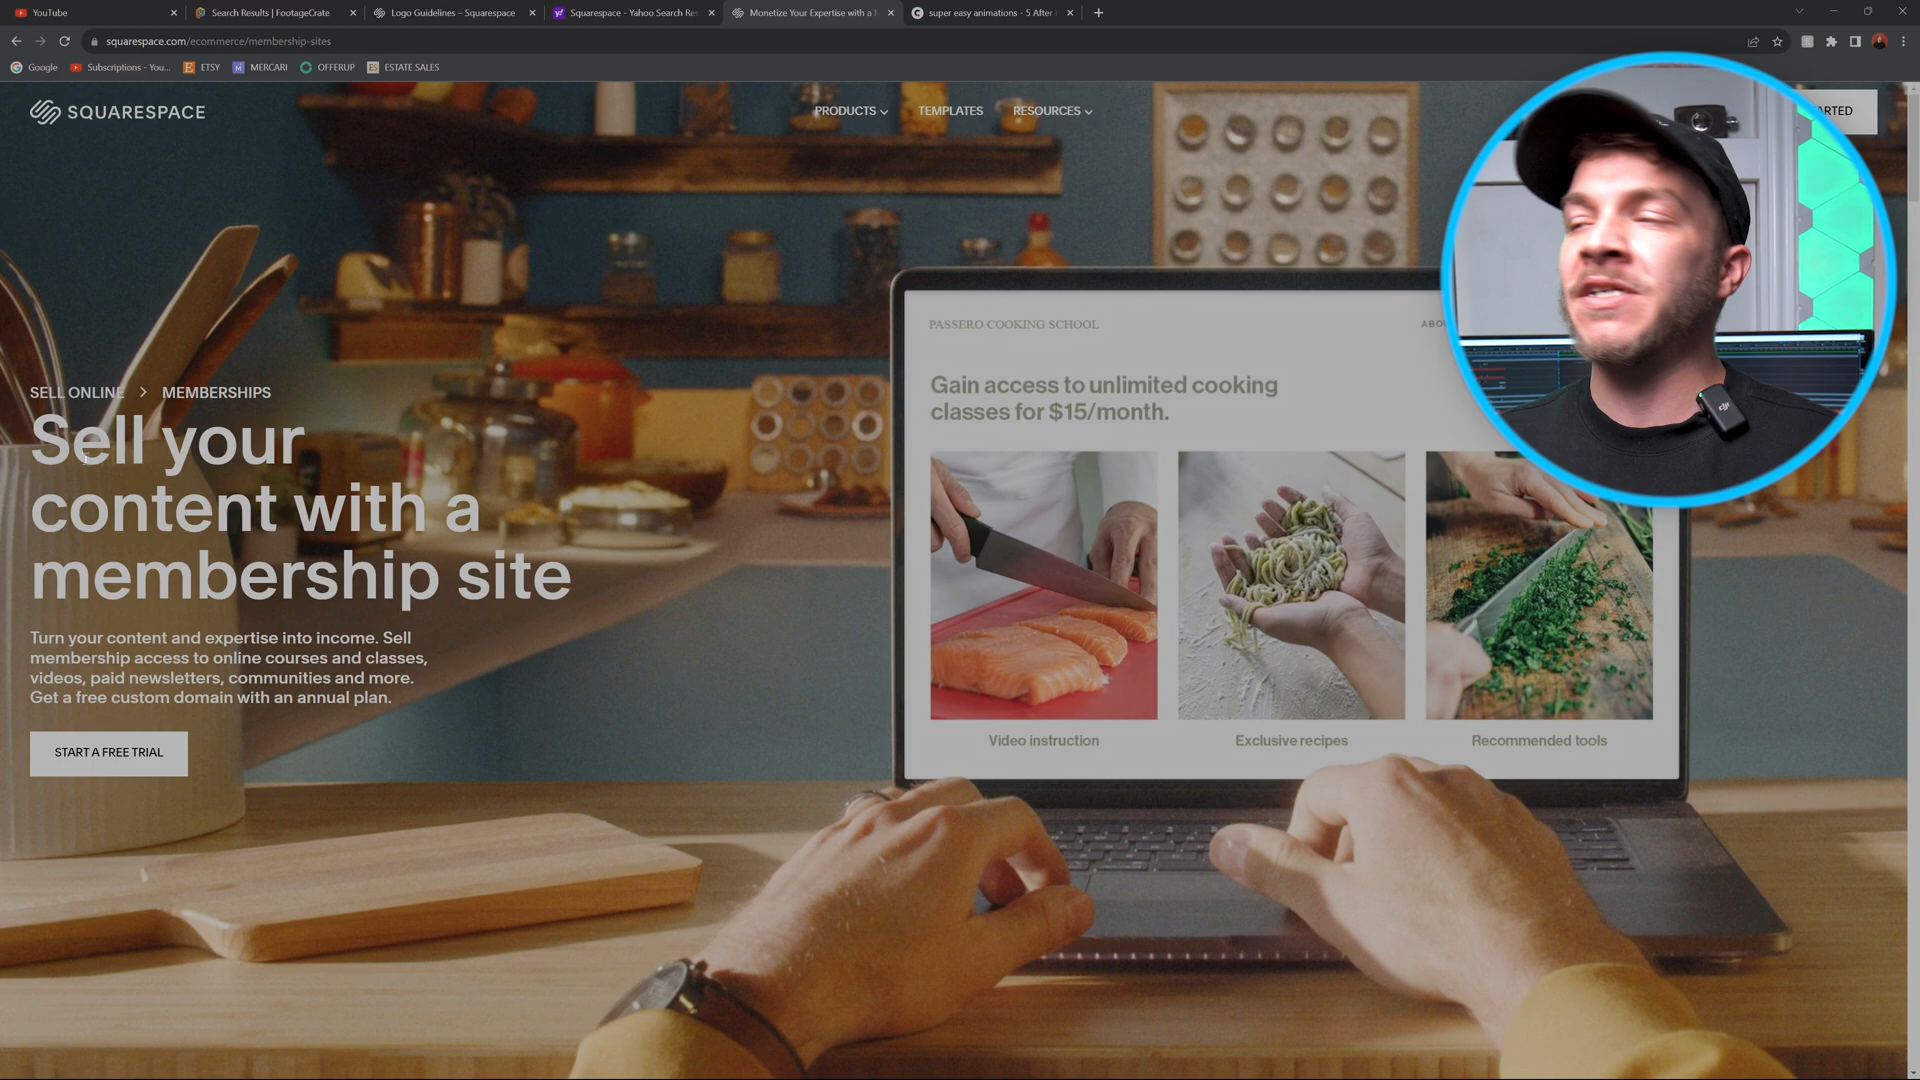 YouTube
Search Results | FootageCrate
Logo Guidelines – Squarespace
Squarespace - Yahoo Search Res
Monetize Your Expertise with a
super easy animations - 5 After
squarespace.com/ecommerce/membership-sites
Google
Subscriptions - You...
ETSY
MERCARI
OFFERUP
ES
ESTATE SALES
SQUARESPACE
PRODUCTS
TEMPLATES
RESOURCES
ARTED
SELL ONLINE > MEMBERSHIPS
Sell your
content with a
membership site
Turn your content and expertise into income. Sell
membership access to online courses and classes,
videos, paid newsletters, communities and more.
Get a free custom domain with an annual plan.
START A FREE TRIAL
PASSERO COOKING SCHOOL
ABOU
Gain access to unlimited cooking
classes for $15/month.
Video instruction
Exclusive recipes
Recommended tools
dji